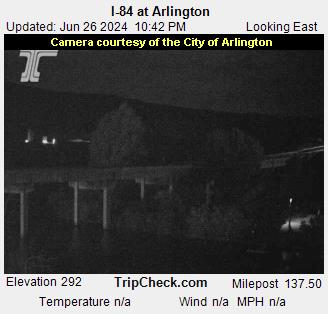 I-84 at Arlington
Updated: Jun 26 2024 10:42 PM Looking East
Camera courtesy of the City of Arlington
Elevation 292 TripCheck.com Milepost 137.50
Temperature n/a Wind n/a MPH n/a